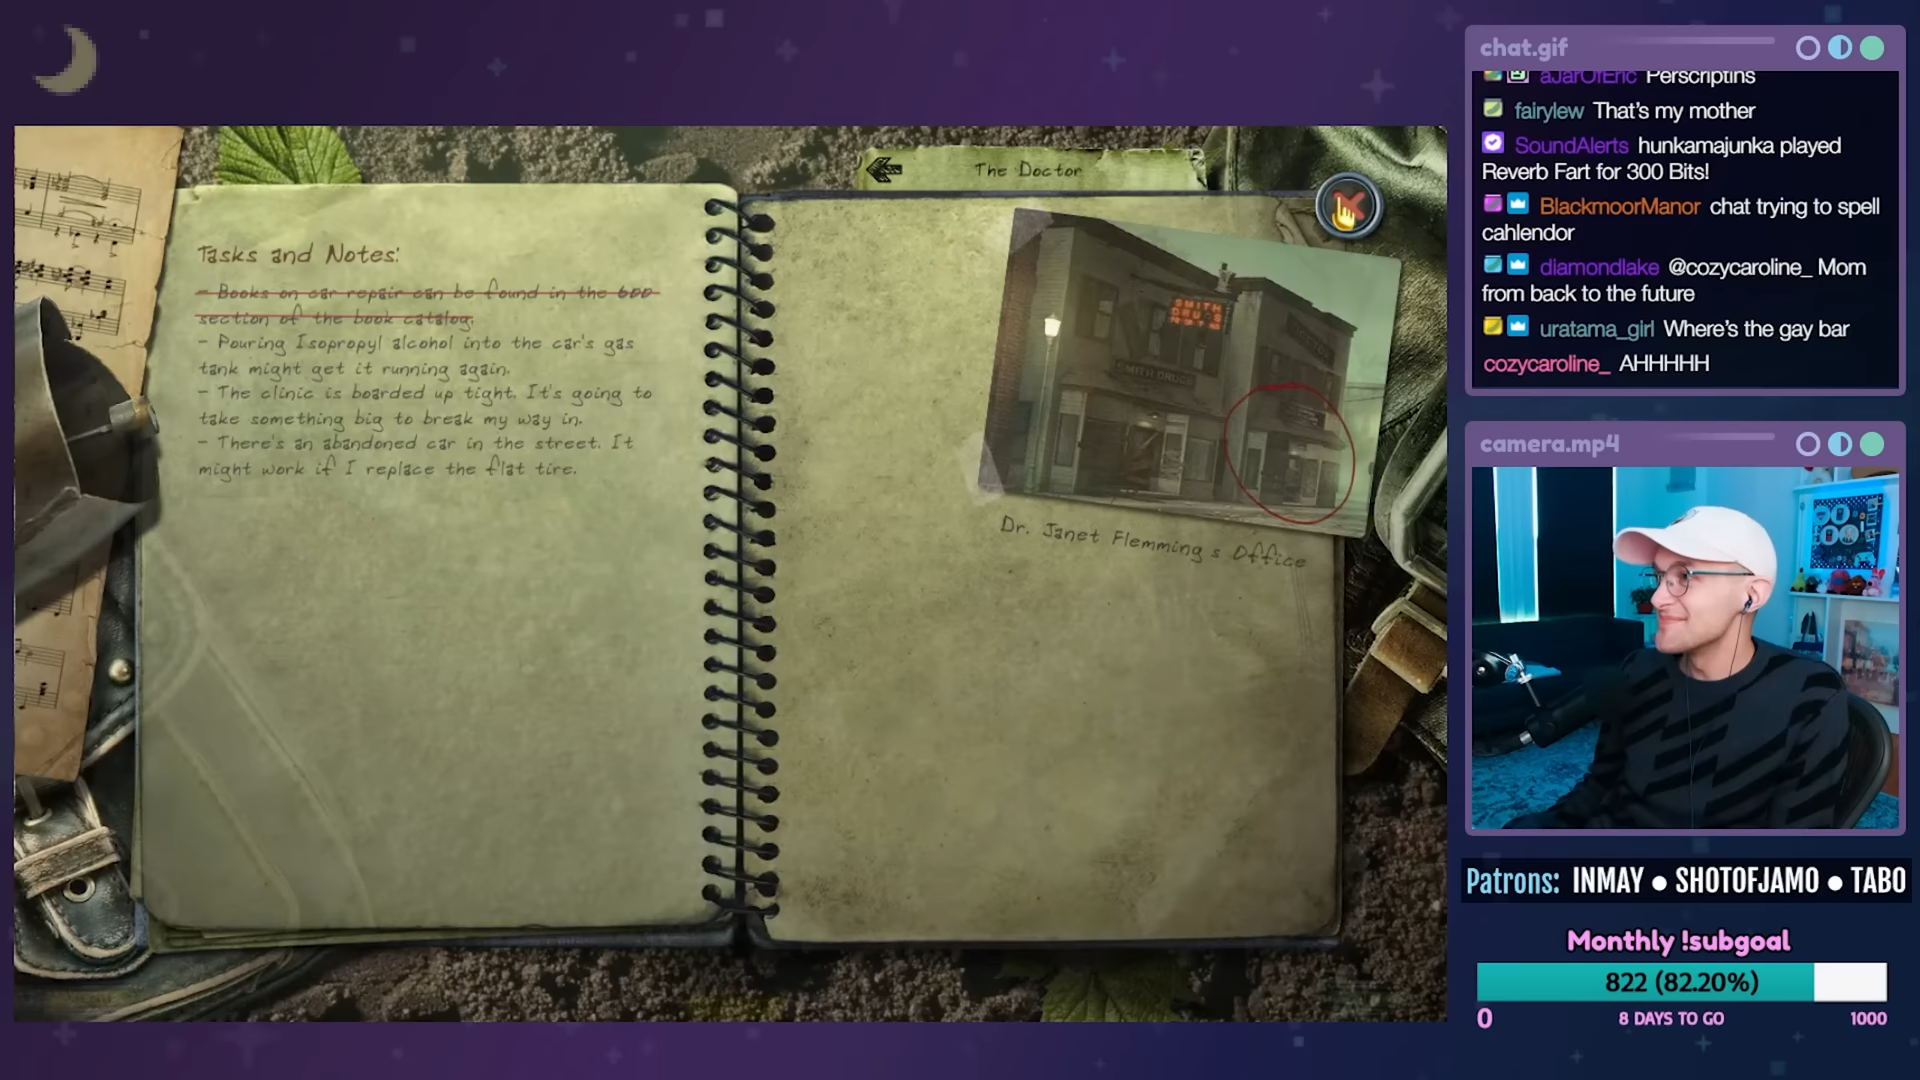 The Doctor
Tasks and Notes:
- Books on car repair can be found in the 600
section of the book catalog.
- Pouring Isopropyl alcohol into the car's gas
tank might get it running again.
- The clinic is boarded up tight. It's going to
take something big to break my way in.
- There's an abandoned car in the street. It
might work if I replace the flat tire.
SMITH
DRUGS
SMITH DRUGS
Dr. Janet Flemming's Office
chat.gif
aJarOfEric Perscriptins
fairylew That's my mother
SoundAlerts hunkamajunka played
Reverb Fart for 300 Bits!
BlackmoorManor chat trying to spell
cahlendor
diamondlake @cozycaroline_ Mom
from back to the future
uratama_girl Where's the gay bar
cozycaroline_ AHHHHH
camera.mp4
Patrons: INMAY ● SHOTOFJAMO ● TABO
Monthly !subgoal
822 (82.20%)
0 8 DAYS TO GO 1000